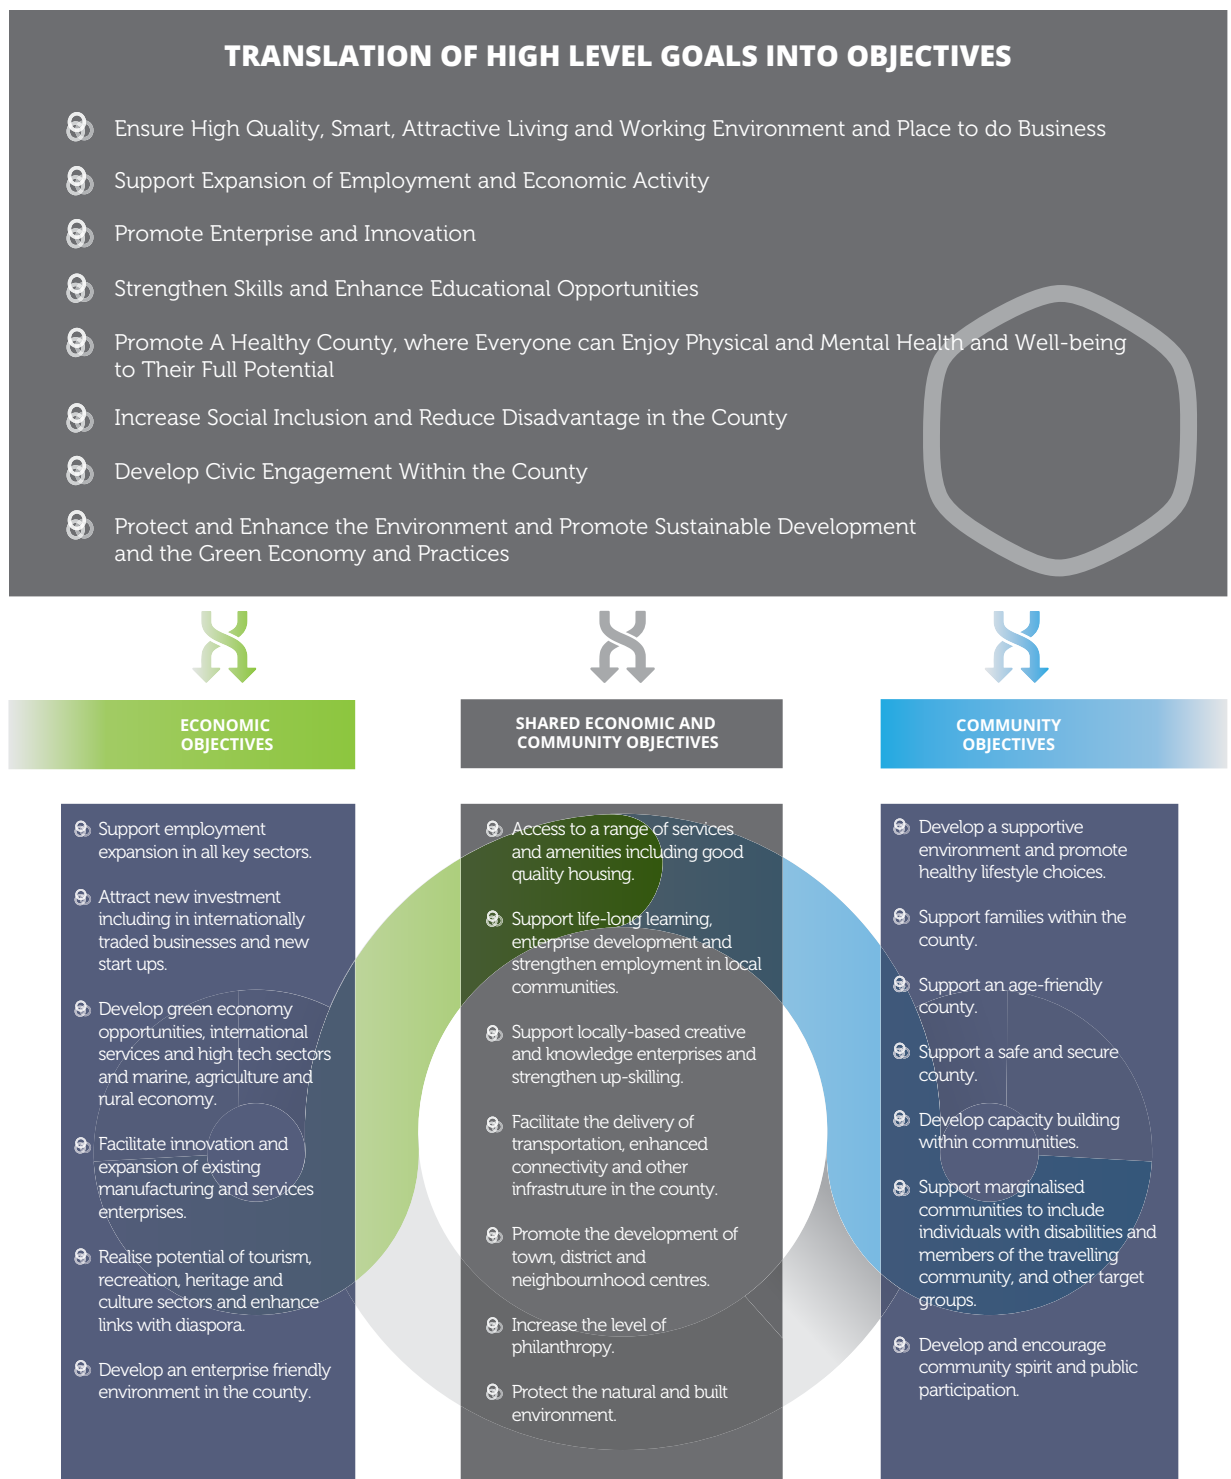 TRANSLATION OF HIGH LEVEL GOALS INTO OBJECTIVES
Ensure High Quality, Smart, Attractive Living and Working Environment and Place to do Business
Support Expansion of Employment and Economic Activity
Promote Enterprise and Innovation
Strengthen Skills and Enhance Educational Opportunities
Promote A Healthy County, where Everyone can Enjoy Physical and Mental Health and Well-being
to Their Full Potential
Increase Social Inclusion and Reduce Disadvantage in the County
Develop Civic Engagement Within the County
Protect and Enhance the Environment and Promote Sustainable Development
and the Green Economy and Practices
ECONOMIC
OBJECTIVES
Support employment
expansion in all key sectors.
Attract new investment
including in internationally
traded businesses and new
start ups.
Develop green economy
opportunities, international
services and high tech sectors
and marine, agriculture and
rural economy.
Facilitate innovation and
expansion of existing
manufacturing and services
enterprises.
Realise potential of tourism,
recreation, heritage and
culture sectors and enhance
links with diaspora.
Develop an enterprise friendly
environment in the county.
SHARED ECONOMIC AND
COMMUNITY OBJECTIVES
Access to a range of services
and amenities including good
quality housing.
Support life-long learning,
enterprise development and
strengthen employment in local
communities.
Support locally-based creative
and knowledge enterprises and
strengthen up-skilling.
Facilitate the delivery of
transportation, enhanced
connectivity and other
infrastruture in the county.
Promote the development of
town, district and
neighbournhood centres.
Increase the level of
philanthropy.
Protect the natural and built
environment.
COMMUNITY
OBJECTIVES
Develop a supportive
environment and promote
healthy lifestyle choices.
Support families within the
county.
Support an age-friendly
county.
Support a safe and secure
county.
Develop capacity building
within communities.
Support marginalised
communities to include
individuals with disabilities and
members of the travelling
community, and other target
groups.
Develop and encourage
community spirit and public
participation.